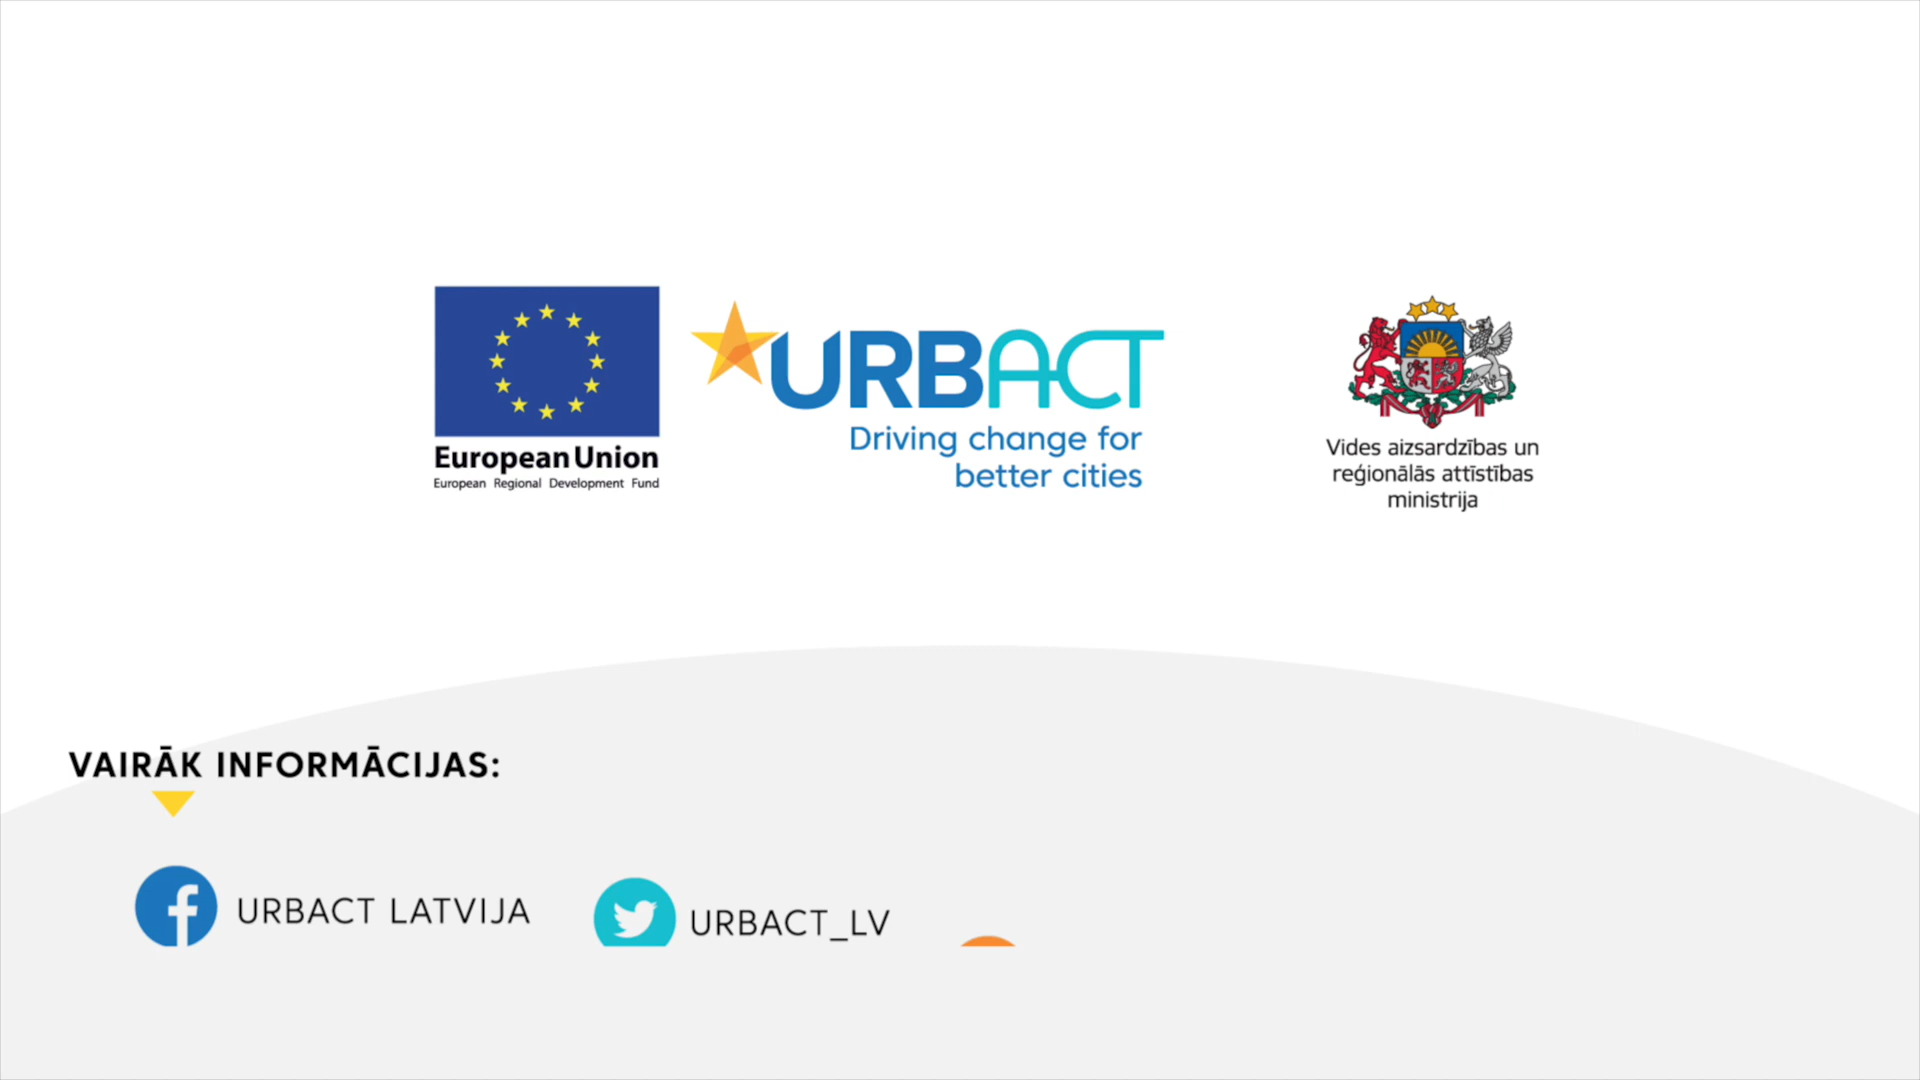 European Union
European Regional Development Fund
URBACT
Driving change for
better cities
Vides aizsardzības un
reģionālās attīstības
ministrija
VAIRĀK INFORMĀCIJAS:
URBACT LATVIJA
URBACT_LV